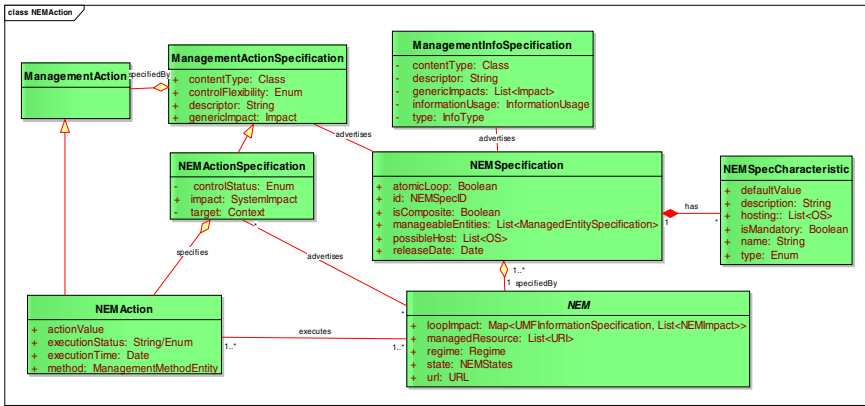 class NEMAction
ManagementAction
specifiedBy
ManagementActionSpecification
+ contentType: Class
+ controlFlexibility: Enum
+ descriptor: String
+ genericImpact: Impact
ManagementInfoSpecification
- contentType: Class
- descriptor: String
- genericImpacts: List<Impact>
- informationUsage: InformationUsage
- type: InfoType
advertises
advertises
NEMActionSpecification
- controlStatus: Enum
+ impact: SystemImpact
- target: Context
NEMSpecification
+ atomicLoop: Boolean
+ id: NEMSpecID
+ isComposite: Boolean
+ manageableEntities: List<ManagedEntitySpecification>
+ possibleHost: List<OS>
+ releaseDate: Date
1
has
*
NEMSpecCharacteristic
+ defaultValue
+ description: String
+ hosting:: List<OS>
+ isMandatory: Boolean
+ name: String
+ type: Enum
*
specifies
advertises
*
1..*
1
specifiedBy
NEMAction
+ actionValue
+ executionStatus: String/Enum
+ executionTime: Date
+ method: ManagementMethodEntity
1..*
executes
1..*
NEM
+ loopImpact: Map<UMFInformationSpecification, List<NEMImpact>>
+ managedResource: List<URI>
+ regime: Regime
+ state: NEMStates
+ url: URL